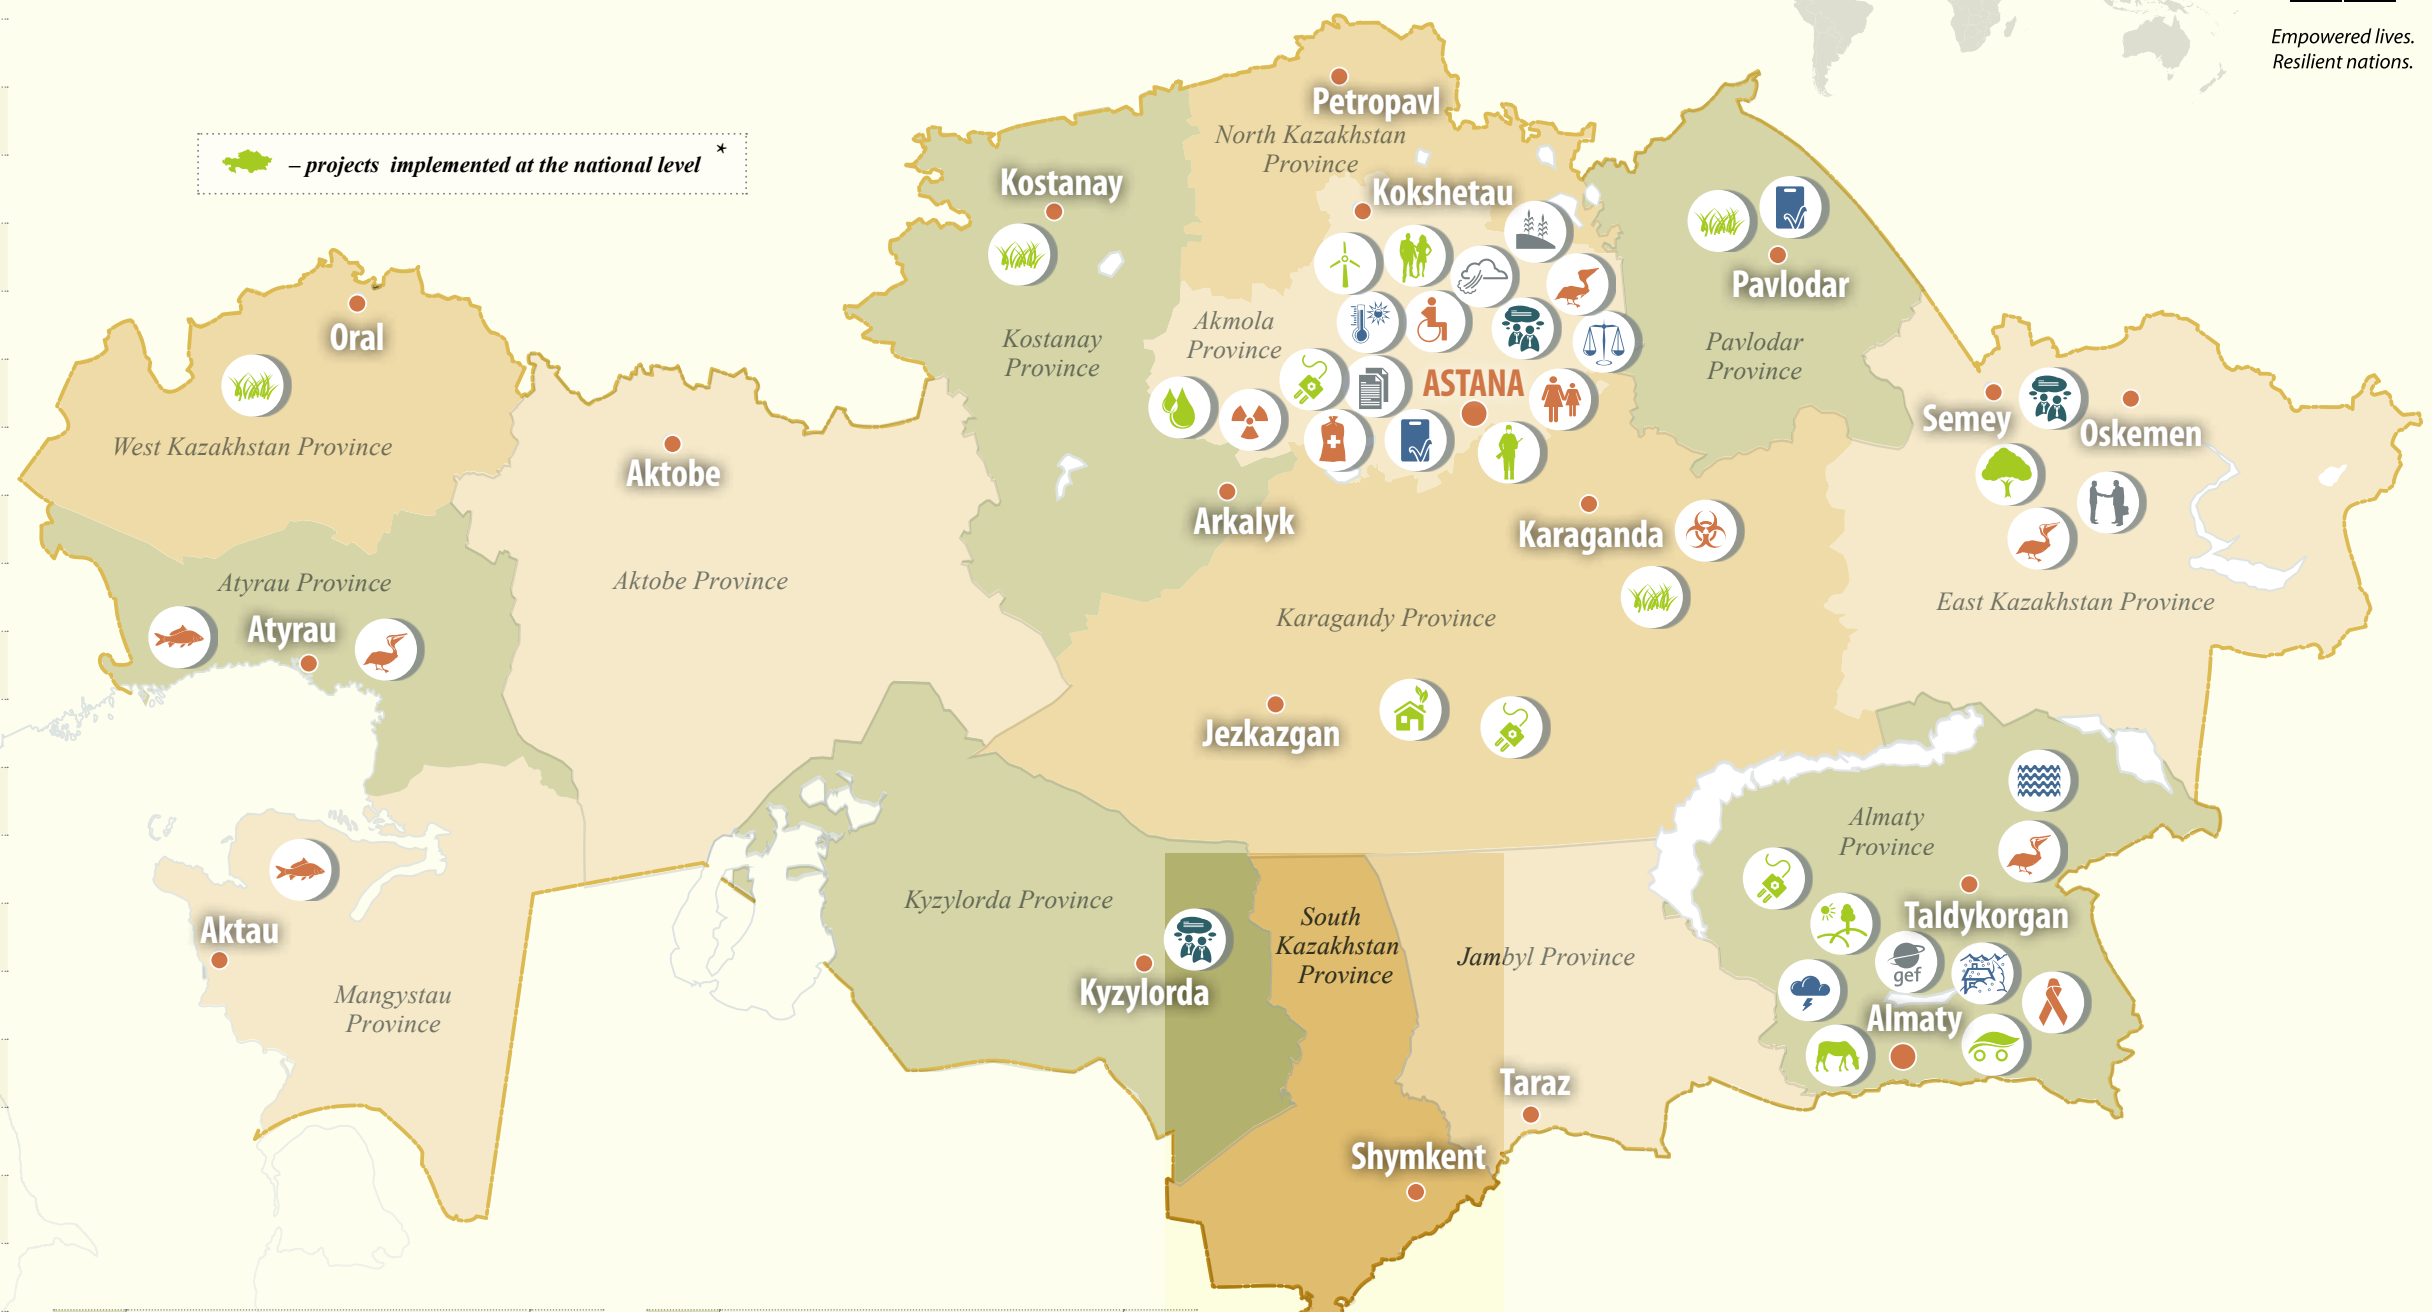 Empowered lives.
Resilient nations.
– projects implemented at the national level *
Petropavl
North Kazakhstan
Province
Kostanay
Kokshetau
Pavlodar
Oral
Kostanay
Province
Akmola
Province
Pavlodar
Province
ASTANA
Semey
Oskemen
West Kazakhstan Province
Aktobe
Arkalyk
Karaganda
Atyrau Province
Aktobe Province
Atyrau
Karagandy Province
East Kazakhstan Province
Jezkazgan
Almaty
Province
Kyzylorda Province
South
Kazakhstan
Province
Taldykorgan
Aktau
Jambyl Province
gef
Kyzylorda
Mangystau
Province
Almaty
Taraz
Shymkent